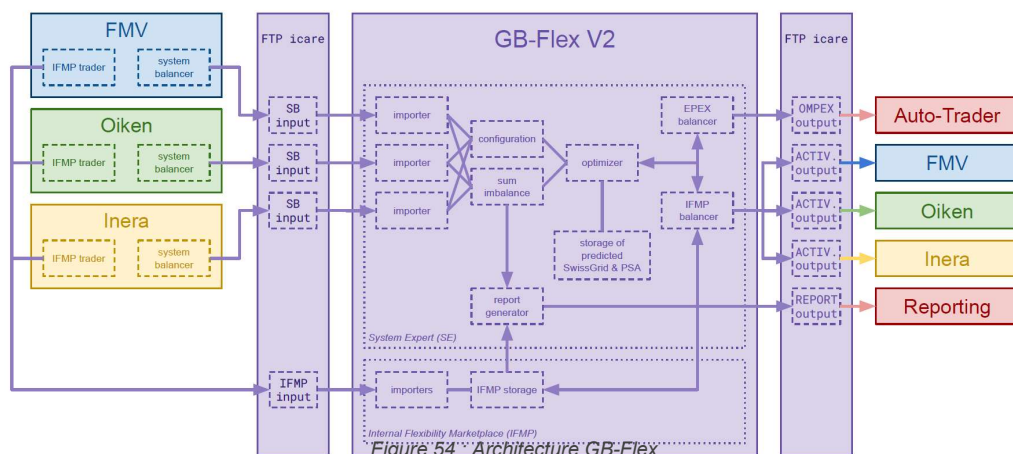 FMV
IFMP trader
system
balancer
Oiken
IFMP trader
system
balancer
Inera
IFMP trader
system
balancer
FTP icare
SB
input
SB
input
SB
input
IFMP
input
GB-Flex V2
importer
importer
importer
configuration
sum
imbalance
optimizer
EPEX
balancer
IFMP
balancer
storage of
predicted
SwissGrid & PSA
report
generator
System Expert (SE)
importers
IFMP storage
Internal Flexibility Marketplace (IFMP)
FTP icare
OMPEX
output
ACTIV.
output
ACTIV.
output
ACTIV.
output
REPORT
output
Auto-Trader
FMV
Oiken
Inera
Reporting
Figure 54 : Architecture GB-Flex